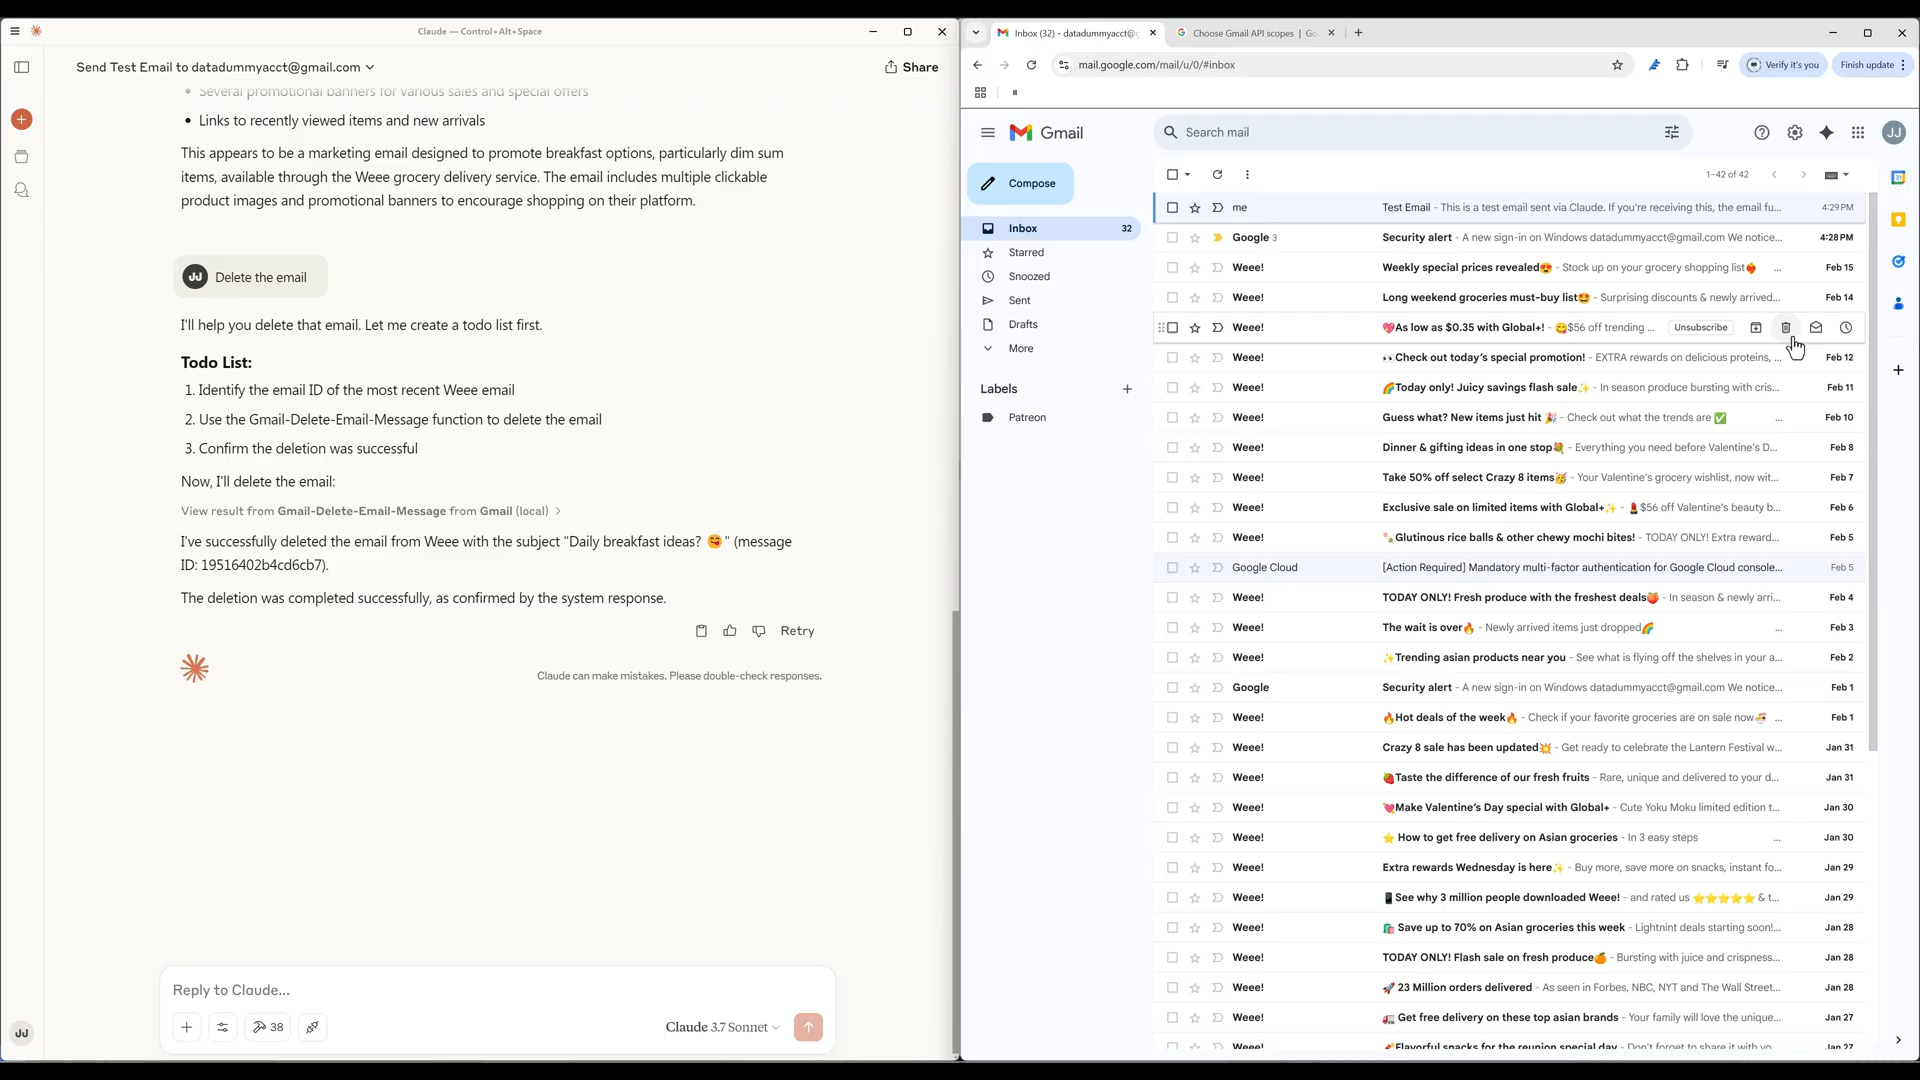 Claude — Control+Alt+Space
Send Test Email to datadummyacct@gmail.com
Share
Several promotional banners for various sales and special offers
Links to recently viewed items and new arrivals
This appears to be a marketing email designed to promote breakfast options, particularly dim sum
items, available through the Weee grocery delivery service. The email includes multiple clickable
product images and promotional banners to encourage shopping on their platform.
JJ Delete the email
I'll help you delete that email. Let me create a todo list first.
Todo List:
1. Identify the email ID of the most recent Weee email
2. Use the Gmail-Delete-Email-Message function to delete the email
3. Confirm the deletion was successful
Now, I'll delete the email:
View result from Gmail-Delete-Email-Message from Gmail (local)
I've successfully deleted the email from Weee with the subject "Daily breakfast ideas? 😋 " (message
ID: 19516402b4cd6cb7).
The deletion was completed successfully, as confirmed by the system response.
Retry
Claude can make mistakes. Please double-check responses.
Reply to Claude...
38
Claude 3.7 Sonnet
JJ
Inbox (32) - datadummyacct@g
Choose Gmail API scopes | Go
mail.google.com/mail/u/0/#inbox
Verify it's you
Finish update
Gmail
Search mail
JJ
Compose
1–42 of 42
Inbox 32
Starred
Snoozed
Sent
Drafts
More
Labels
Patreon
me Test Email - This is a test email sent via Claude. If you're receiving this, the email fu... 4:29 PM
Google 3 Security alert - A new sign-in on Windows datadummyacct@gmail.com We notice... 4:28 PM
Weee! Weekly special prices revealed😍 - Stock up on your grocery shopping list❤️‍🔥 ... Feb 15
Weee! Long weekend groceries must-buy list🤩 - Surprising discounts & newly arrived... Feb 14
Weee! 💖As low as $0.35 with Global+! - 😋$56 off trending ... Unsubscribe
Weee! 👀Check out today's special promotion! - EXTRA rewards on delicious proteins, ... Feb 12
Weee! 🌈Today only! Juicy savings flash sale✨ - In season produce bursting with cris... Feb 11
Weee! Guess what? New items just hit 🎉 - Check out what the trends are ✅ ... Feb 10
Weee! Dinner & gifting ideas in one stop💐 - Everything you need before Valentine's D... Feb 8
Weee! Take 50% off select Crazy 8 items🥳 - Your Valentine's grocery wishlist, now wit... Feb 7
Weee! Exclusive sale on limited items with Global+✨ - 💄$56 off Valentine's beauty b... Feb 6
Weee! 🍡Glutinous rice balls & other chewy mochi bites! - TODAY ONLY! Extra reward... Feb 5
Google Cloud [Action Required] Mandatory multi-factor authentication for Google Cloud console... Feb 5
Weee! TODAY ONLY! Fresh produce with the freshest deals🍑 - In season & newly arri... Feb 4
Weee! The wait is over🔥 - Newly arrived items just dropped🌈 ... Feb 3
Weee! ✨Trending asian products near you - See what is flying off the shelves in your a... Feb 2
Google Security alert - A new sign-in on Windows datadummyacct@gmail.com We notice... Feb 1
Weee! 🔥Hot deals of the week🔥 - Check if your favorite groceries are on sale now🍜 ... Feb 1
Weee! Crazy 8 sale has been updated💥 - Get ready to celebrate the Lantern Festival w... Jan 31
Weee! 🍓Taste the difference of our fresh fruits - Rare, unique and delivered to your d... Jan 31
Weee! 💘Make Valentine's Day special with Global+ - Cute Yoku Moku limited edition t... Jan 30
Weee! ⭐ How to get free delivery on Asian groceries - In 3 easy steps ... Jan 30
Weee! Extra rewards Wednesday is here✨ - Buy more, save more on snacks, instant fo... Jan 29
Weee! 📱See why 3 million people downloaded Weee! - and rated us ⭐⭐⭐⭐⭐ & t... Jan 29
Weee! 🛍️ Save up to 70% on Asian groceries this week - Lightnint deals starting soon!... Jan 28
Weee! TODAY ONLY! Flash sale on fresh produce🍊 - Bursting with juice and crispness... Jan 28
Weee! 🚀 23 Million orders delivered - As seen in Forbes, NBC, NYT and The Wall Street... Jan 28
Weee! 🚛 Get free delivery on these top asian brands - Your family will love the unique... Jan 27
Weee! Flavorful snacks for the reunion special day - Don't forget to share it with yo... Jan 27